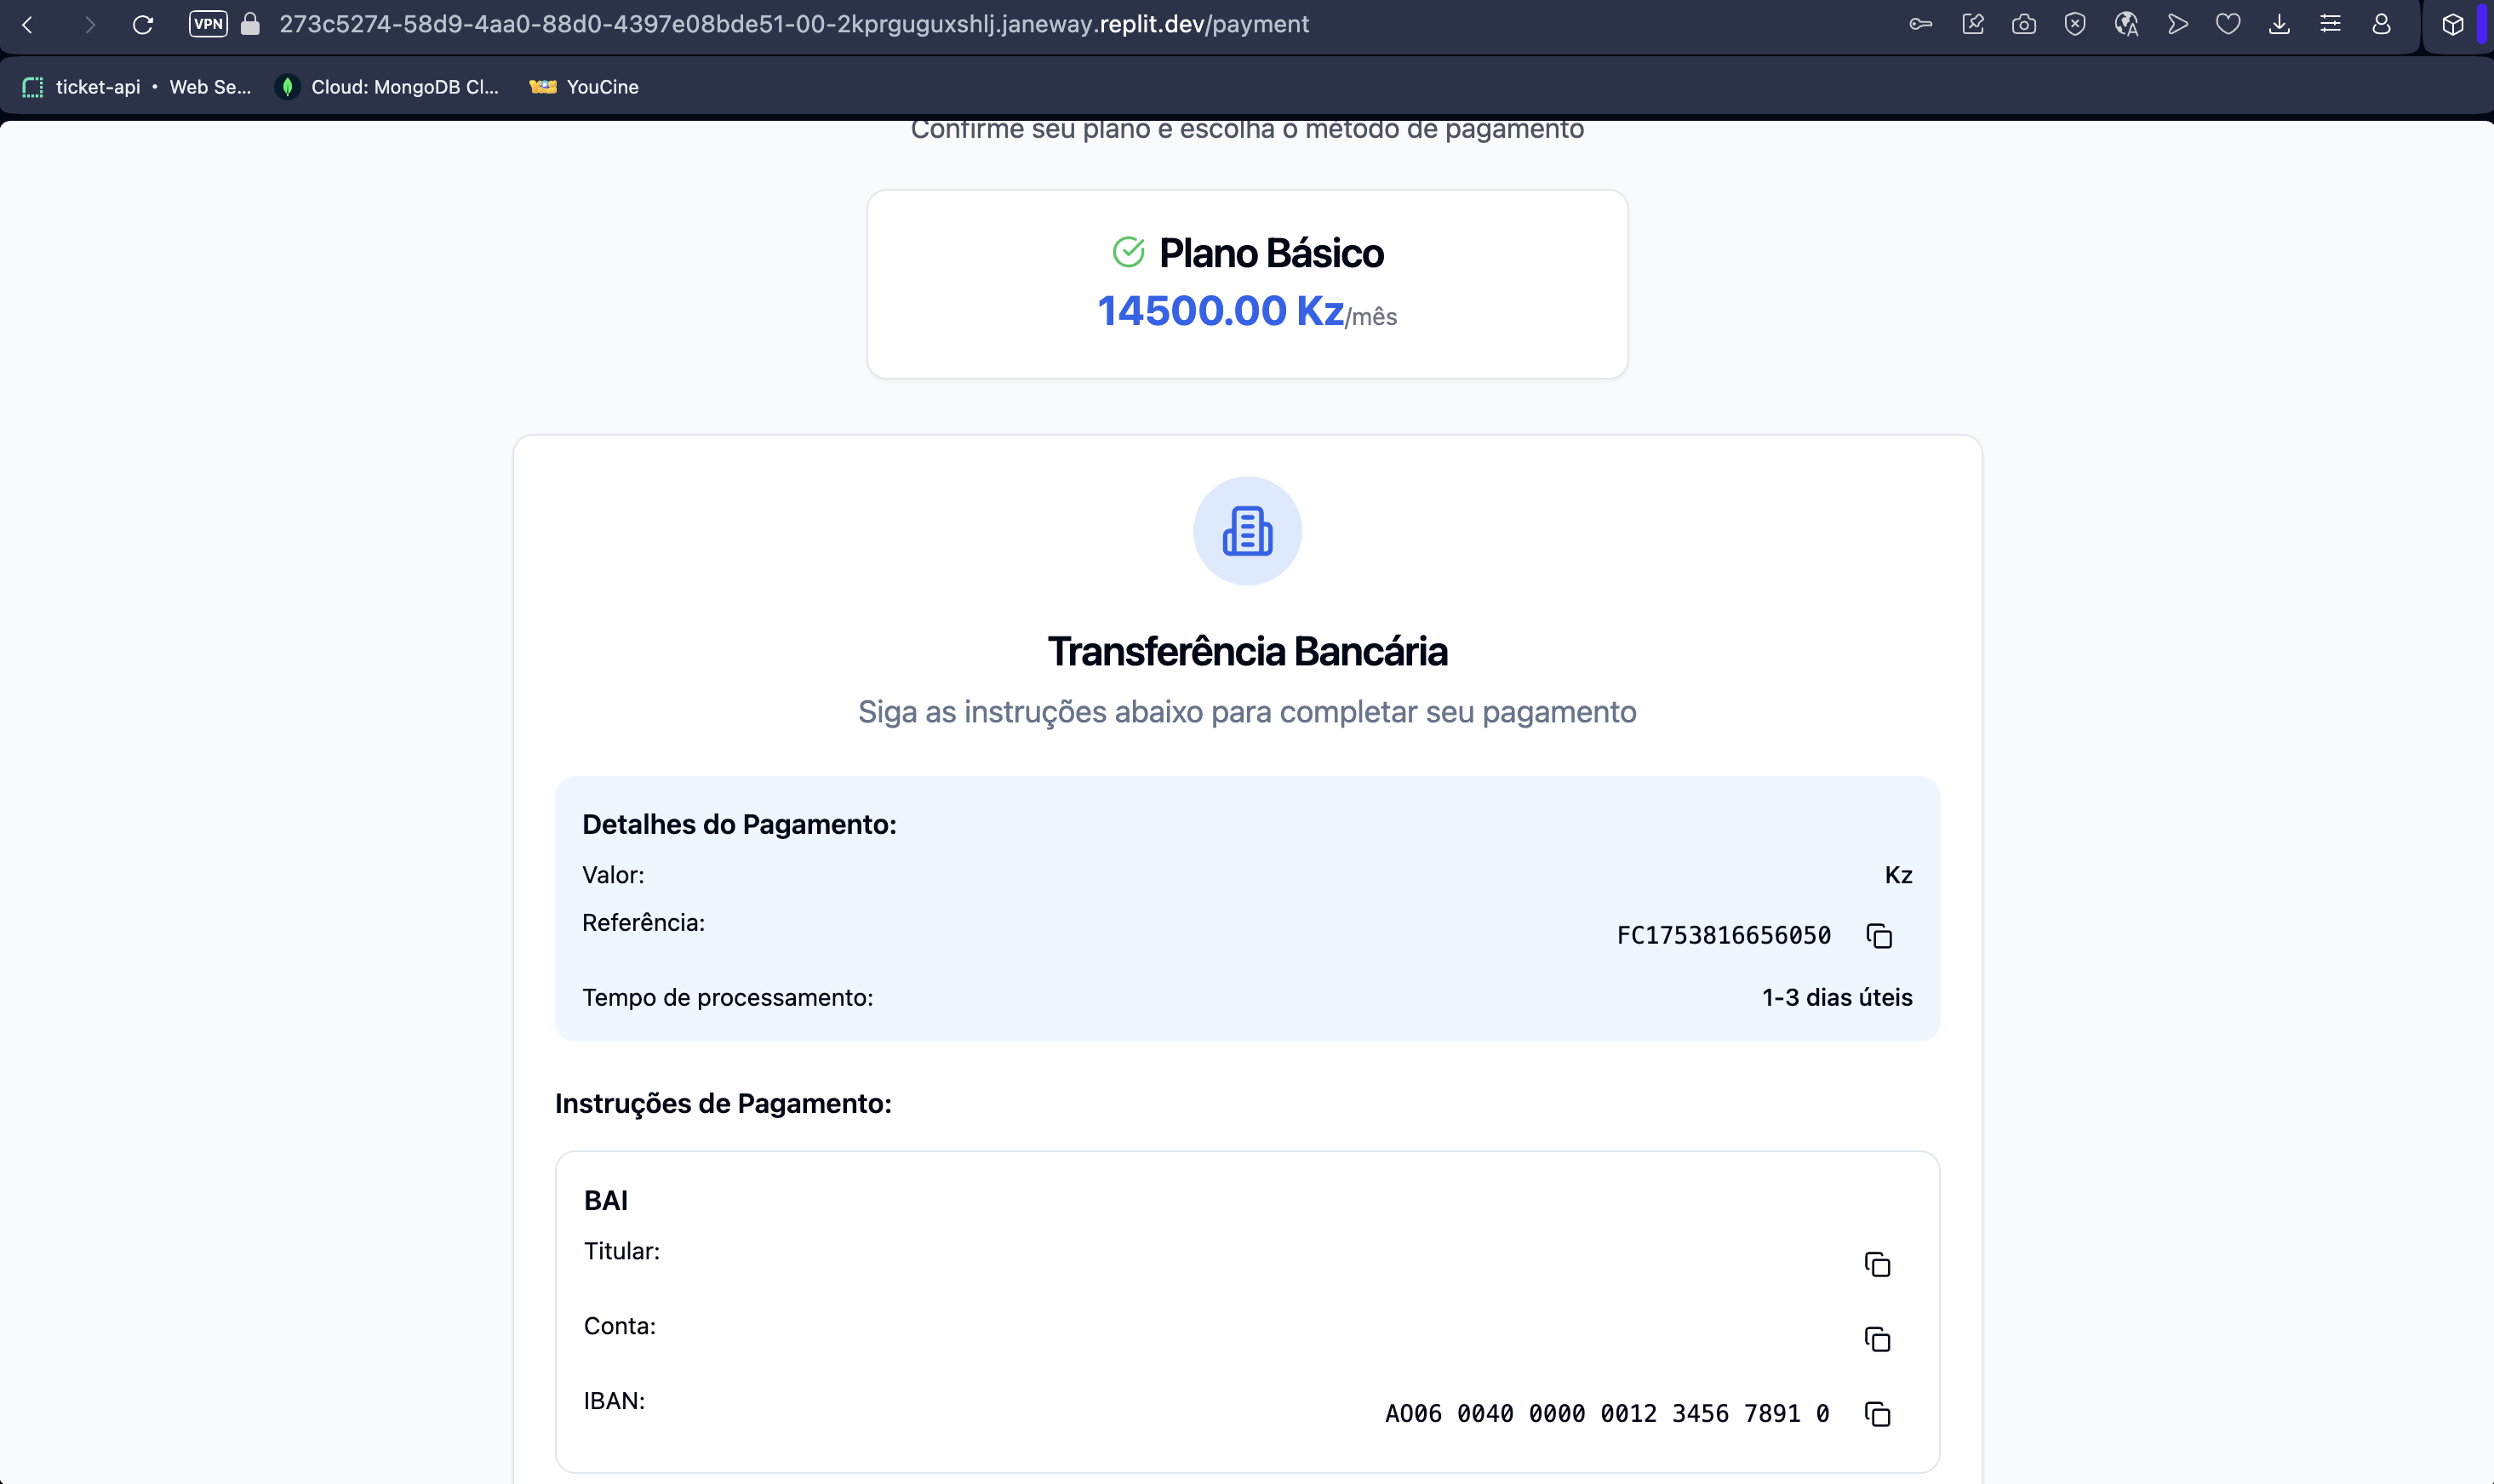 VPN
273c5274-58d9-4aa0-88d0-4397e08bde51-00-2kprguguxshlj.janeway.replit.dev/payment
ticket-api • Web Se...
Cloud: MongoDB Cl...
YouCine
Confirme seu plano e escolha o método de pagamento
Plano Básico
14500.00 Kz/mês
Transferência Bancária
Siga as instruções abaixo para completar seu pagamento
Detalhes do Pagamento:
Valor:
Kz
Referência:
FC1753816656050
Tempo de processamento:
1-3 dias úteis
Instruções de Pagamento:
BAI
Titular:
Conta:
IBAN:
AO06 0040 0000 0012 3456 7891 0